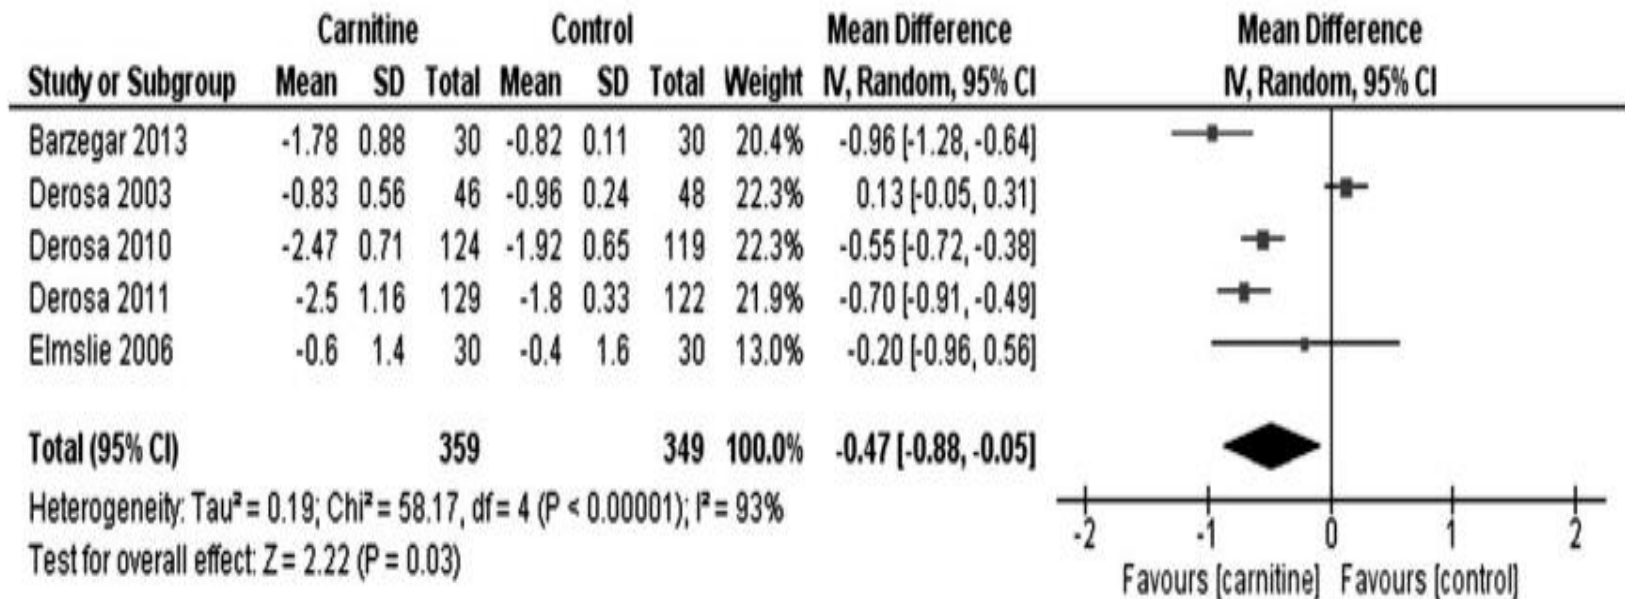 Carnitine Control Mean Difference Mean Difference
Study or Subgroup Mean SD Total Mean SD Total Weight IV, Random, 95% CI IV, Random, 95% CI
Barzegar 2013 -1.78 0.88 30 -0.82 0.11 30 20.4% -0.96 [-1.28, -0.64]
Derosa 2003 -0.83 0.56 46 -0.96 0.24 48 22.3% 0.13 [-0.05, 0.31]
Derosa 2010 -2.47 0.71 124 -1.92 0.65 119 22.3% -0.55 [-0.72, -0.38]
Derosa 2011 -2.5 1.16 129 -1.8 0.33 122 21.9% -0.70 [-0.91, -0.49]
Elmslie 2006 -0.6 1.4 30 -0.4 1.6 30 13.0% -0.20 [-0.96, 0.56]
Total (95% CI) 359 349 100.0% -0.47 [-0.88, -0.05]
Heterogeneity: Tau² = 0.19; Chi² = 58.17, df = 4 (P < 0.00001); I² = 93%
Test for overall effect: Z = 2.22 (P = 0.03)
-2 -1 0 1 2
Favours [carnitine] Favours [control]